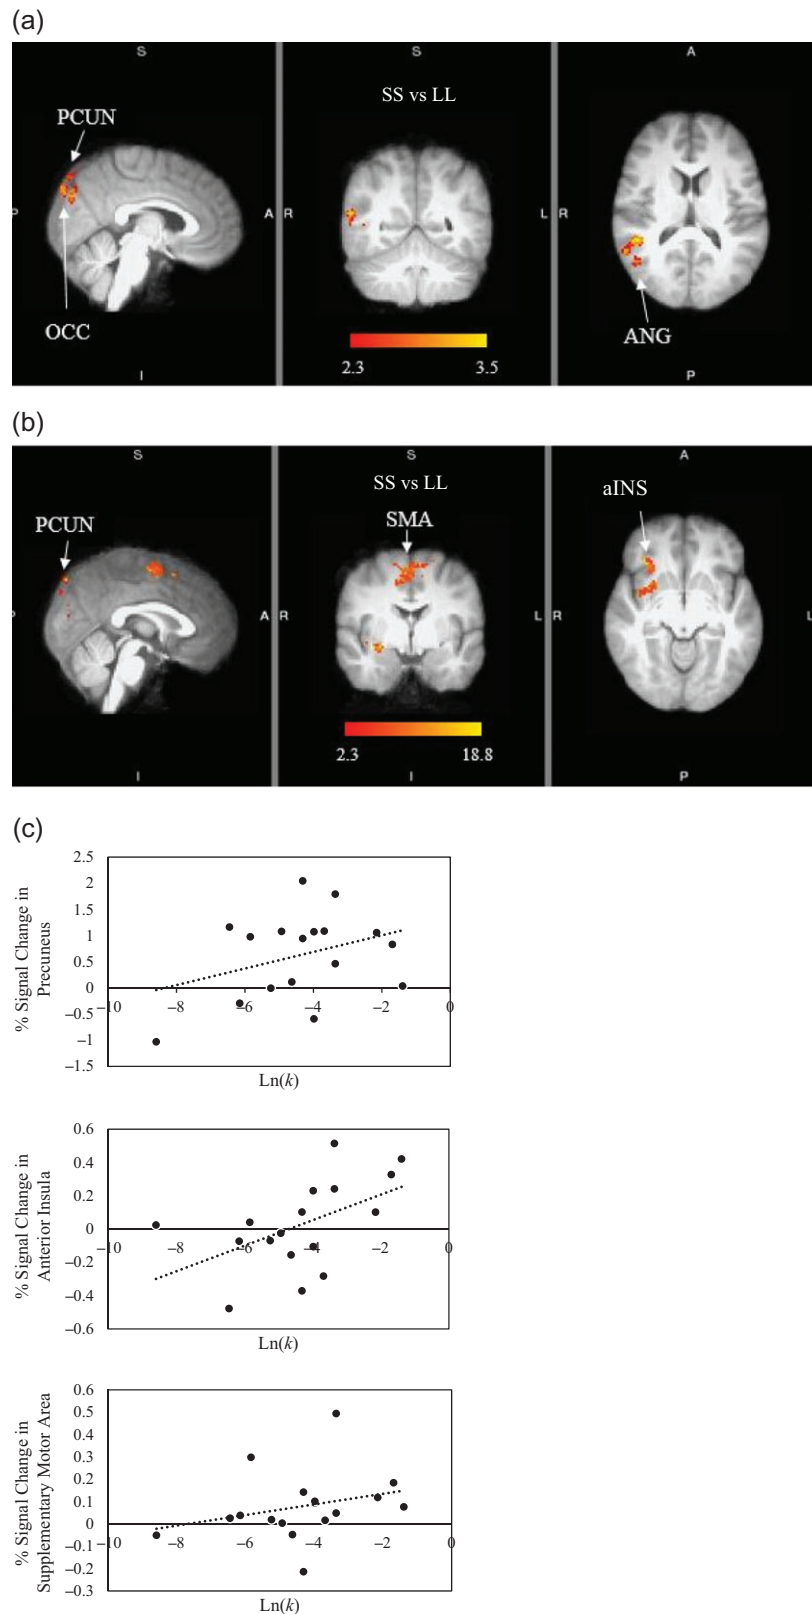 (a)
S
S
A
SS vs LL
PCUN
P
A
R
L
R
OCC
ANG
2.3
3.5
I
P
(b)
S
S
A
SS vs LL
aINS
PCUN
SMA
P
A
R
L
R
L
2.3
18.8
I
I
P
(c)
% Signal Change in
Precuneus
2.5
2
1.5
1
0.5
0
−0.5
−1
−1.5
−10
−8
−6
−4
−2
0
Ln(k)
% Signal Change in
Anterior Insula
0.6
0.4
0.2
0
−0.2
−0.4
−0.6
−10
−8
−6
−4
−2
0
Ln(k)
% Signal Change in
Supplementary Motor Area
0.6
0.5
0.4
0.3
0.2
0.1
0
−0.1
−0.2
−0.3
−10
−8
−6
−4
−2
0
Ln(k)